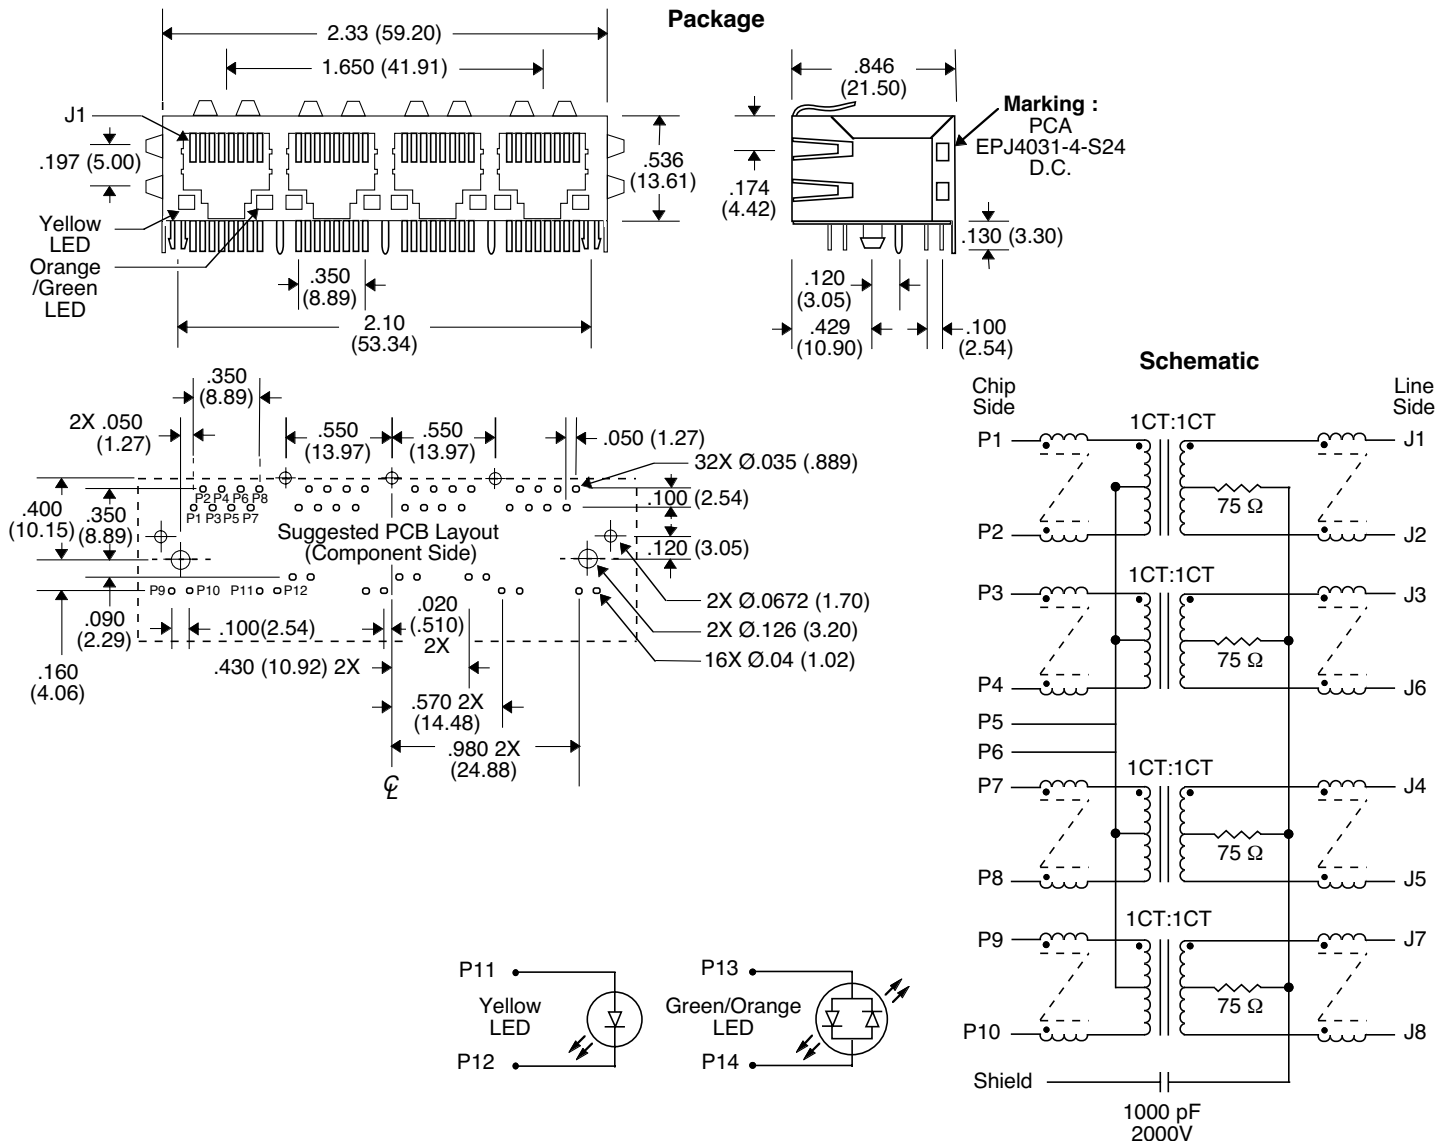 Package
2.33 (59.20)
1.650 (41.91)
J1
.197 (5.00)
.536
(13.61)
Yellow
LED
Orange
/Green
LED
.350
(8.89)
2.10
(53.34)
.846
(21.50)
Marking :
PCA
EPJ4031-4-S24
D.C.
.174
(4.42)
.130 (3.30)
.120
(3.05)
.429
(10.90)
.100
(2.54)
.350
(8.89)
2X .050
(1.27)
.550
(13.97)
.550
(13.97)
.050 (1.27)
32X Ø.035 (.889)
P2 P4 P6 P8
P1 P3 P5 P7
.400
(10.15)
.350
(8.89)
.100 (2.54)
Suggested PCB Layout
(Component Side)
.120 (3.05)
P9 P10 P11 P12
.090
(2.29)
.100(2.54)
.020
(.510)
2X
2X Ø.0672 (1.70)
2X Ø.126 (3.20)
16X Ø.04 (1.02)
.160
(4.06)
.430 (10.92) 2X
.570 2X
(14.48)
.980 2X
(24.88)
℄
Schematic
Chip
Side
Line
Side
1CT:1CT
P1
J1
75 Ω
P2
J2
1CT:1CT
P3
J3
75 Ω
P4
J6
P5
P6
1CT:1CT
P7
J4
75 Ω
P8
J5
1CT:1CT
P9
J7
75 Ω
P10
J8
Shield
1000 pF
2000V
P11
Yellow
LED
P12
P13
Green/Orange
LED
P14